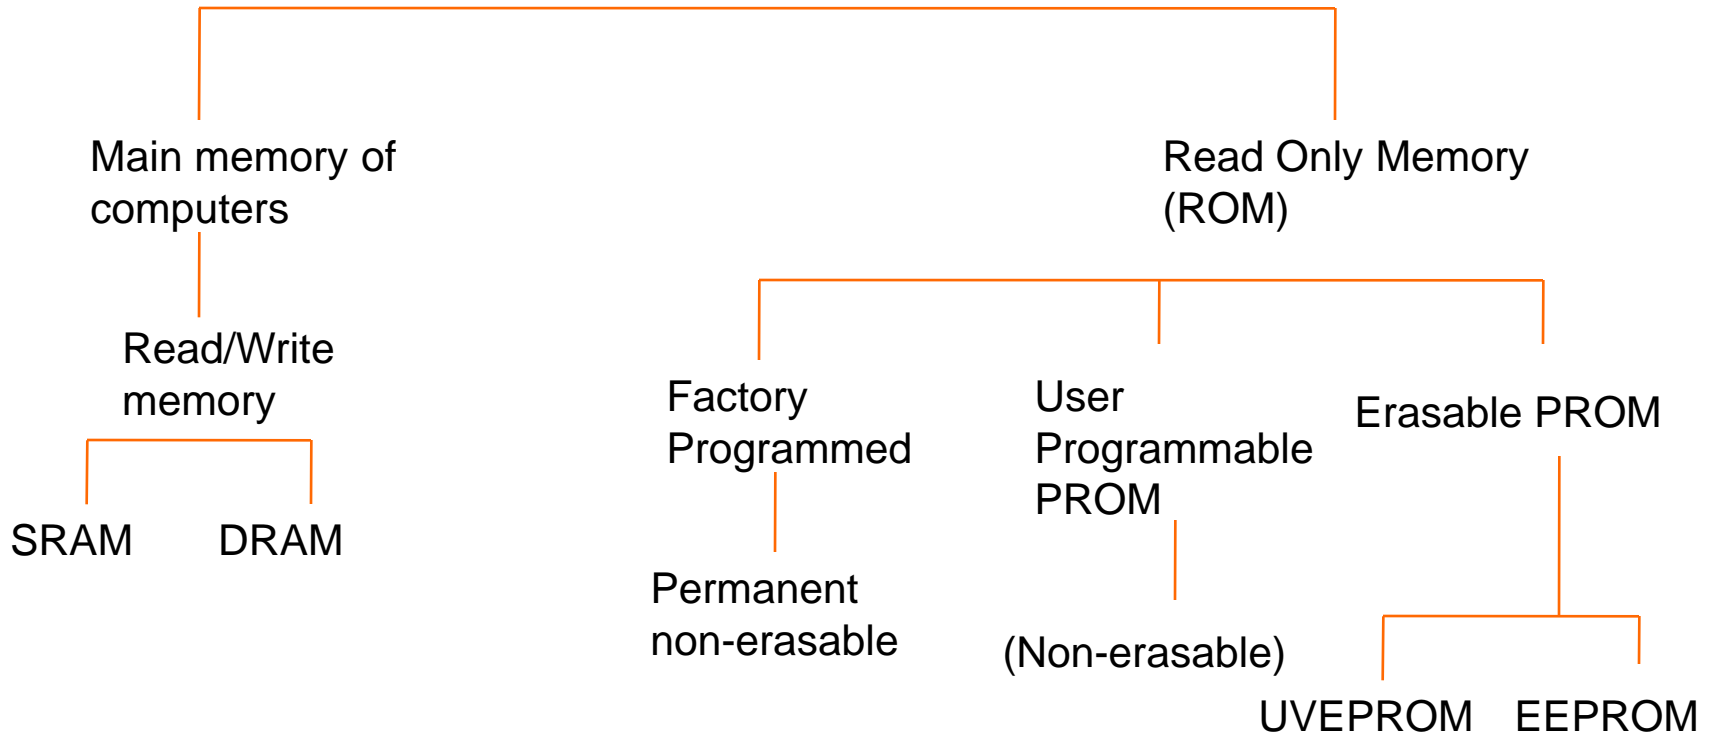 Main memory of
computers
Read Only Memory
(ROM)
Read/Write
memory
SRAM
DRAM
Factory
Programmed
Permanent
non-erasable
User
Programmable
PROM
(Non-erasable)
Erasable PROM
UVEPROM
EEPROM